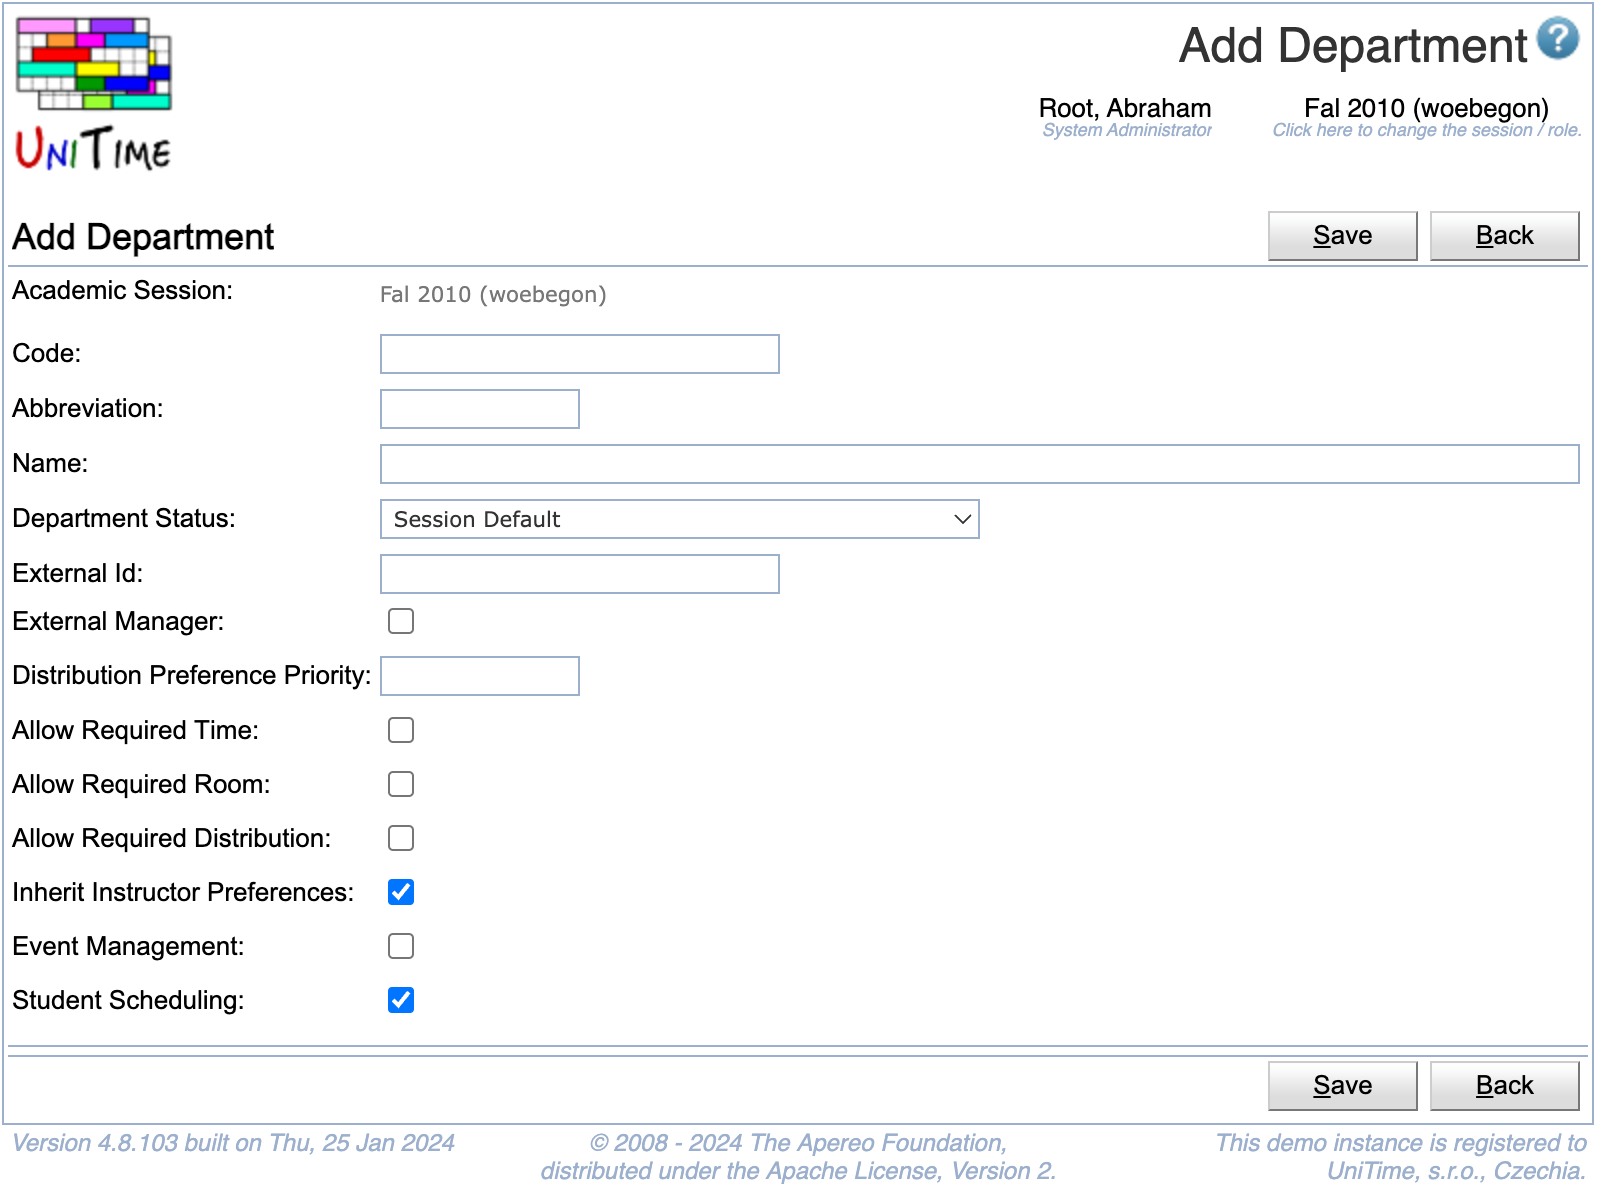 Add Department
?
Root, Abraham
Fal 2010 (woebegon)
System Administrator
Click here to change the session / role.
UniTime
Add Department
Save
Back
Academic Session:
Fal 2010 (woebegon)
Code:
Abbreviation:
Name:
Department Status:
Session Default
External Id:
External Manager:
Distribution Preference Priority:
Allow Required Time:
Allow Required Room:
Allow Required Distribution:
Inherit Instructor Preferences:
Event Management:
Student Scheduling:
Save
Back
Version 4.8.103 built on Thu, 25 Jan 2024
© 2008 - 2024 The Apereo Foundation,
distributed under the Apache License, Version 2.
This demo instance is registered to
UniTime, s.r.o., Czechia.